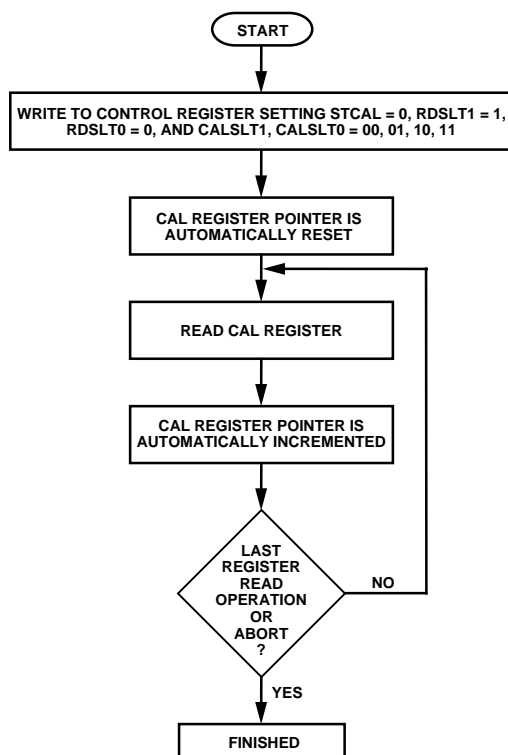 START
WRITE TO CONTROL REGISTER SETTING STCAL = 0, RDSLT1 = 1,
RDSLT0 = 0, AND CALSLT1, CALSLT0 = 00, 01, 10, 11
CAL REGISTER POINTER IS
AUTOMATICALLY RESET
READ CAL REGISTER
CAL REGISTER POINTER IS
AUTOMATICALLY INCREMENTED
LAST
REGISTER
READ
OPERATION
OR
ABORT
?
NO
YES
FINISHED